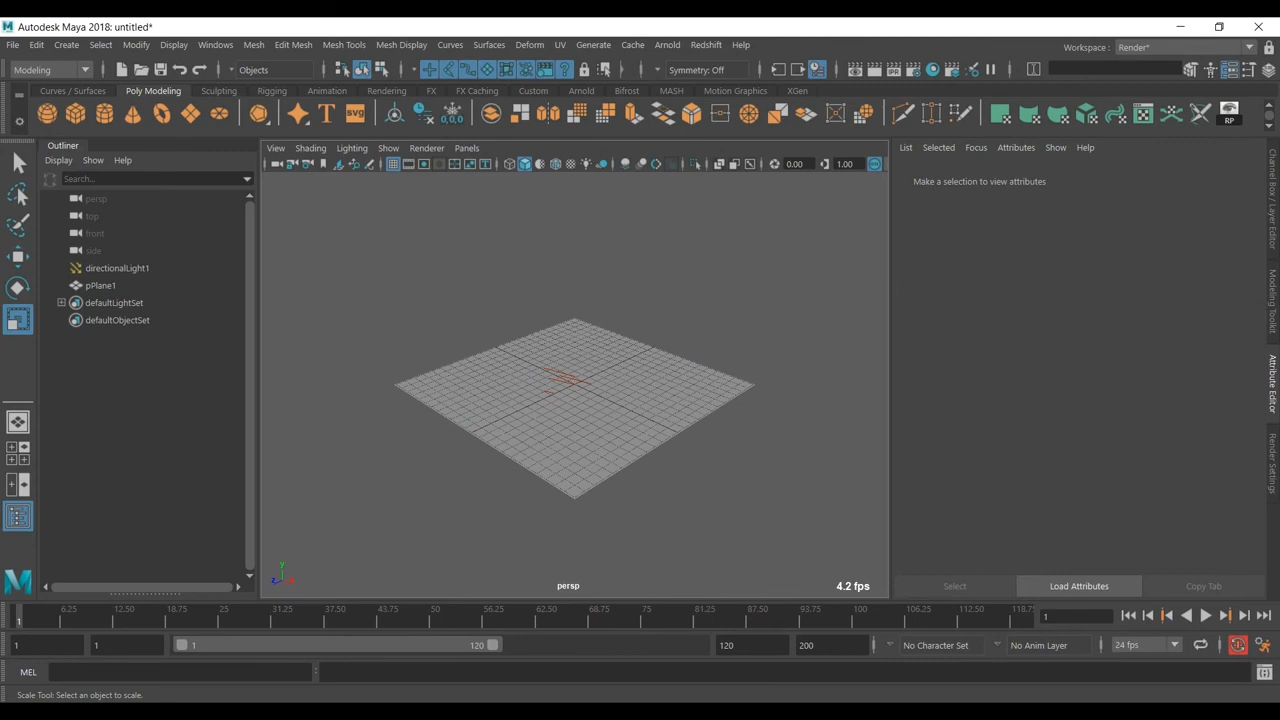 Autodesk Maya 2018: untitled*
File Edit Create Select Modify Display Windows Mesh Edit Mesh Mesh Tools Mesh Display Curves Surfaces Deform UV Generate Cache Arnold Redshift Help
Workspace : Render*
Modeling
Objects
Symmetry: Off
Curves / Surfaces Poly Modeling Sculpting Rigging Animation Rendering FX FX Caching Custom Arnold Bifrost MASH Motion Graphics XGen
T SVG
RP
Outliner
Display Show Help
Search...
persp
top
front
side
directionalLight1
pPlane1
defaultLightSet
defaultObjectSet
View Shading Lighting Show Renderer Panels
0.00 1.00
y
z x
persp
4.2 fps
List Selected Focus Attributes Show Help
Make a selection to view attributes
Select Load Attributes Copy Tab
Channel Box / Layer Editor
Modeling Toolkit
Attribute Editor
Render Settings
1 6.25 12.50 18.75 25 31.25 37.50 43.75 50 56.25 62.50 68.75 75 81.25 87.50 93.75 100 106.25 112.50 118.75
1
1 1 1 120 120 200 No Character Set No Anim Layer 24 fps
MEL
Scale Tool: Select an object to scale.